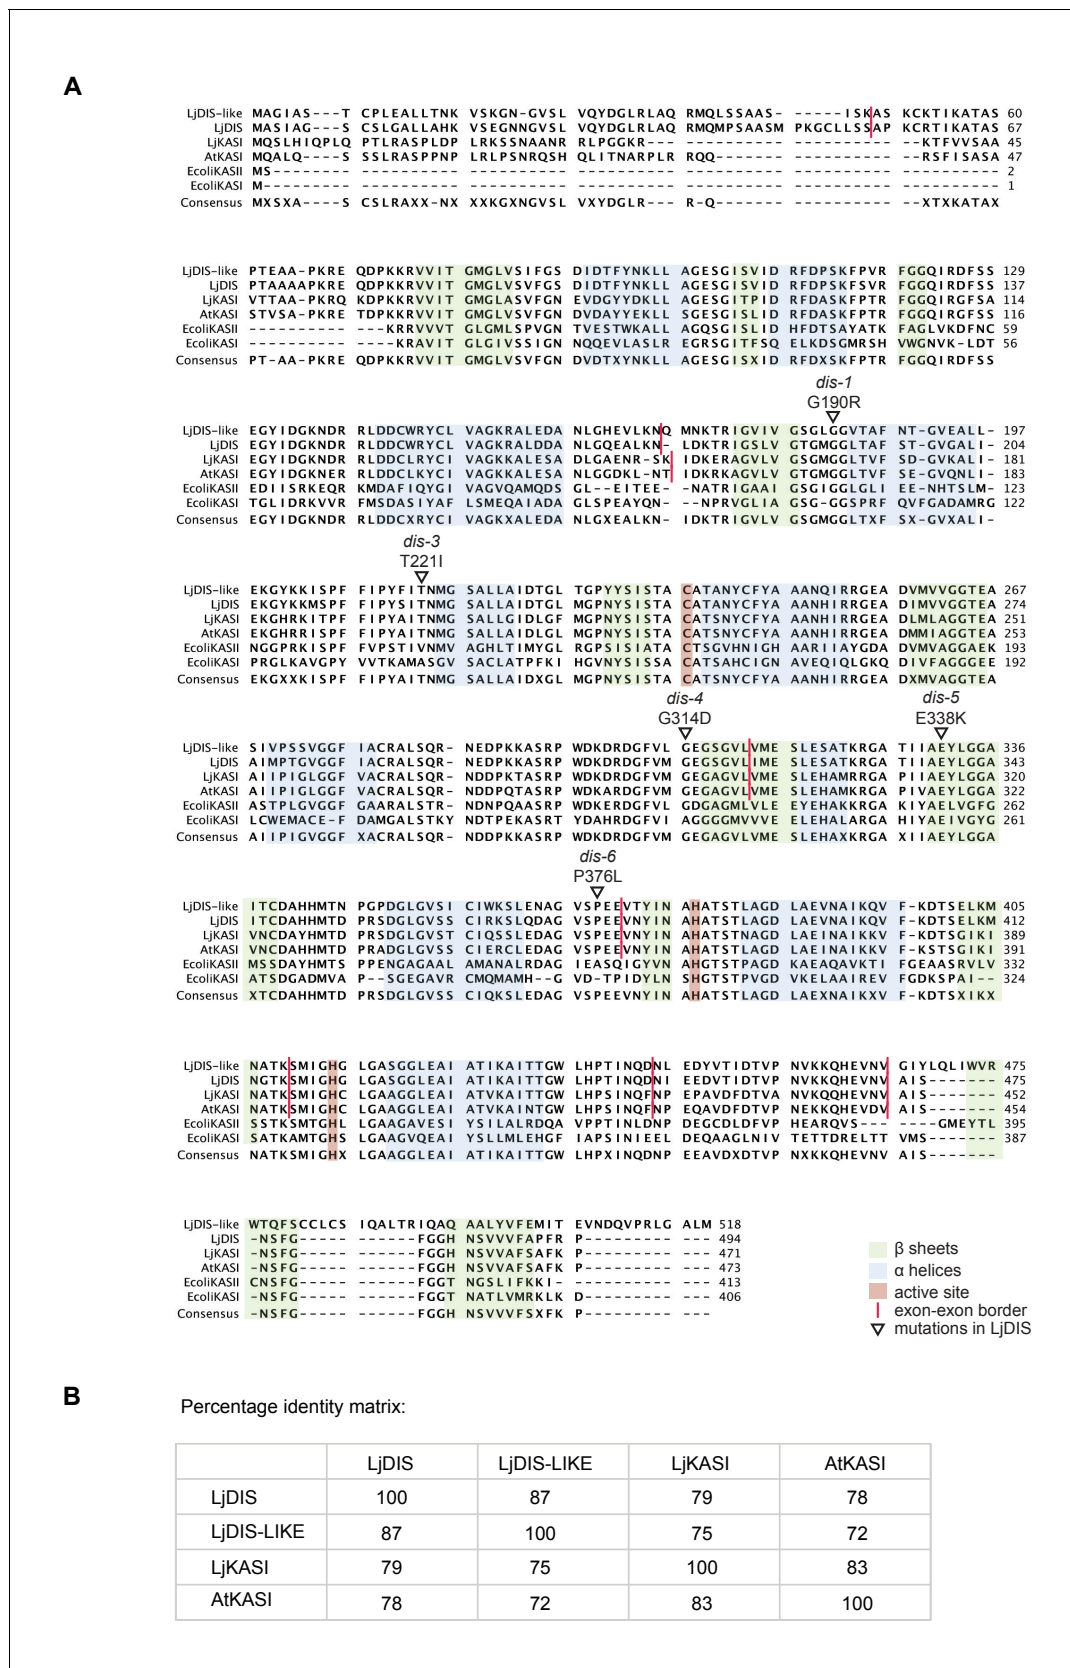 A
LjDIS-like MAGIAS---T CPLEALLTNK VSKGN-GVSL VQYDGLRLAQ RMQLSSAAS- -----ISKAS KCKTIKATAS 60
LjDIS MASIAG---S CSLGALLAHK VSEGNNGVSL VQYDGLRLAQ RMQMPSAASM PKGCLLSSAP KCRTIKATAS 67
LjKASI MQSLHIQPLQ PTLRASPLDP LRKSSNAANR RLPGGKR--- ---------- ---KTFVVSAA 45
AtKASI MQALQ----S SSLRASPPNP LRLPSNRQSH QLITNARPLR RRQ------- ---------- ---RSFISASA 47
EcoliKASII MS-------- ---------- ---------- ---------- ---------- ---------- ---------- 2
EcoliKASI M--------- ---------- ---------- ---------- ---------- ---------- ---------- 1
Consensus MXSXA----S CSLRAXX-NX XXKGXNGVSL VXYDGLR--- R-Q------- ---------- ---XTXKATAX
LjDIS-like PTEAA-PKRE QDPKKRVVIT GMGLVSIFGS DIDTFYNKLL AGESGISVID RFDPSKFPVR FGGQIRDFSS 129
LjDIS PTAAAAPKRE QDPKKRVVIT GMGLVSVFGS DIDTFYNKLL AGESGISVID RFDPSKFSVR FGGQIRDFSS 137
LjKASI VTTAA-PKRQ KDPKKRVVIT GMGLVSVFGN EVDGYYDKLL AGESGITPID RFDASKFPTR FGGQIRGFSA 114
AtKASI STVSA-PKRE TDPKKRVVIT GMGLASVFGN DVDAYYEKLL SGESGISLID RFDASKFPTR FGGQIRGFSS 116
EcoliKASII ---------- ----KRRVVVT GLGMLSPVGN TVESTWKALL AGQSGISLID HFDTSAYATK FAGLVKDFNC 59
EcoliKASI ---------- ----KRAVIT GLGIVSSIGN NQQEVLASLR EGRSGITFSQ ELKDSGMRSH VWGNVK-LDT 56
Consensus PT-AA-PKRE QDPKKRVVIT GMGLVSVFGN DVDTXYNKLL AGESGISXID RFDXSKFPTR FGGQIRDFSS
dis-1
G190R
LjDIS-like EGYIDGKNDR RLDDCWRYCL VAGKRALEDA NLGHEVLKNQ MNKTRIGVIV GSGLGGVTAF NT-GVEALL- 197
LjDIS EGYIDGKNDR RLDDCWRYCL VAGKRALDDA NLGQEALKN- LDKTRIGSLV GTGMGGLTAF ST-GVGALI- 204
LjKASI EGYIDGKNDR RLDDCLRYCI VAGKKALESA DLGAENR-SK IDKERAGVLV GSGMGGLTVF SD-GVKALI- 181
AtKASI EGYIDGKNER RLDDCLKYCI VAGKKALESA NLGGDKL-NT IDKRKAGVLV GTGMGGLTVF SE-GVQNLI- 183
EcoliKASII EDIISRKEQR KMDAFIQYGI VAGVQAMQDS GL--EITEE- -NATRIGAAI GSGIGGLGLI EE-NHTSLM- 123
EcoliKASI TGLIDRKVVR FMSDASIYAF LSMEQAIADA GLSPEAYQN- --NPRVGLIA GSG-GGSPRF QVFGADAMRG 122
Consensus EGYIDGKNDR RLDDCXRYCI VAGKXALEDA NLGXEALKN- IDKTRIGVLV GSGMGGLTXF SX-GVXALI-
dis-3
T221I
LjDIS-like EKGYKKISPF FIPYFITNMG SALLAIDTGL TGPYYSISTA CATANYCFYA AANQIRRGEA DVMVVGGTEA 267
LjDIS EKGYKKMSPF FIPYSITNMG SALLAIDTGL MGPNYSISTA CATANYCFYA AANHIRRGEA DVMVVGGTEA 274
LjKASI EKGHRKITPF FIPYAITNMG SALLGIDLGL MGPNYSISTA CATSNYCFYA AANHIRRGEA DLMLAGGTEA 251
AtKASI EKGHRRISPF FIPYAITNMG SALLAIDLGL MGPNYSISTA CATSNYCFYA AANHIRRGEA DMMIAGGTEA 253
EcoliKASII NGGPRKISPF FVPSTIVNMV AGHLTIMYGL RGPSISIATA CTSGVHNIGH AARIIAYGDA DVMVAGGAEK 193
EcoliKASI PRGLKAVGPY VVTKAMASGV SACLATPFKI HGVNYSISSA CATSAHCIGN AVEQIQLGKQ DIVFAGGGEE 192
Consensus EKGXXKISPF FIPYAITNMG SALLAIDXGL MGPNYSISTA CATSNYCFYA AANHIRRGEA DXMVAGGTEA
dis-4
G314D
dis-5
E338K
LjDIS-like SIVPSSVGGF IACRALSQR- NEDPKKASRP WDKDRDGFVL GEGSGVLVME SLESATKRGA TIIAEYLGGA 336
LjDIS AIMPTGVGGF IACRALSQR- NEDPKKASRP WDKDRDGFVM GEGSGVLIME SLESATKRGA TIIAEYLGGA 343
LjKASI AIIPIGLGGF VACRALSQR- NDDPKTASRP WDKDRDGFVM GEGAGVLVME SLEHAMRRGA PIIAEYLGGA 320
AtKASI AIIPIGLGGF VACRALSQR- NDDPQTASRP WDKARDGFVM GEGAGVLVME SLEHAMKRGA PIVAEYLGGA 322
EcoliKASII ASTPLGVGGF GAARALSTR- NDNPQAASRP WDKERDGFVL GDGAGMLVLE EYEHAKKRGA KIYAELVGFG 262
EcoliKASI LCWEMACE-F DAMGALSTKY NDTPEKASRT YDAHRDGFVI AGGGGMVVVE ELEHALARGA HIYAEIVGYG 261
Consensus AIIPIGVGGF XACRALSQR- NDDPKKASRP WDKDRDGFVM GEGAGVLVME SLEHAXKRGA XIIAEYLGGA
dis-6
P376L
LjDIS-like ITCDAHHMTN PGPDGLGVSI CIWKSLENAG VSPEEVTYIN AHATSTLAGD LAEVNAIKQV F-KDTSELKM 405
LjDIS ITCDAHHMTD PRSDGLGVSS CIRKSLQDAG VSPEEVNYIN AHATSTLAGD LAEVNAIKQV F-KDTSELKM 412
LjKASI VNCDAYHMTD PRSDGLGVST CIQSSLEDAG VSPEEVNYIN AHATSTNAGD LAEINAIKKV F-KDTSGIKI 389
AtKASI VNCDAYHMTD PRADGLGVSS CIERCLEDAG VSPEEVNYIN AHATSTLAGD LAEINAIKKV F-KSTSGIKI 391
EcoliKASII MSSDAYHMTS PPENGAGAAL AMANALRDAG IEASQIGYVN AHGTSTPAGD KAEAQAVKTI FGEAASRVLV 332
EcoliKASI ATSDGADMVA P--SGEGAVR CMQMAMH--G VD-TPIDYLN SHGTSTPVGD VKELAAIREV FGDKSPAI-- 324
Consensus XTCDAHHMTD PRSDGLGVSS CIQKSLEDAG VSPEEVNYIN AHATSTLAGD LAEXNAIKXV F-KDTSXIKX
LjDIS-like NATKSMIGHG LGASGGLEAI ATIKAITTGW LHPTINQDNL EDYVTIDTVP NVKKQHEVNV GIYLQLIWVR 475
LjDIS NGTKSMIGHC LGASGGLEAI ATIKAITTGW LHPTINQDNI EEDVTIDTVP NVKKQHEVNV AIS------- 475
LjKASI NATKSMIGHC LGAAGGLEAI ATIKAITTGW LHPSINQFNP EPAVDFDTVA NVKQQHEVNV AIS------- 452
AtKASI NATKSMIGHC LGAAGGLEAI ATVKAINTGW LHPSINQFNP EQAVDFDTVP NEKKQHEVDV AIS------- 454
EcoliKASII SSTKSMTGHL LGAAGAVESI YSILALRDQA VPPTINLDNP DEGCDLDFVP HEARQVS--- -----GMEYTL 395
EcoliKASI SATKAMTGHS LGAAGVQEAI YSLLMLEHGF IAPSINIEEL DEQAAGLNIV TETTDRELTT VMS------- 387
Consensus NATKSMIGHX LGAAGGLEAI ATIKAITTGW LHPXINQDNP EEAVDXDTVP NXKKQHEVNV AIS-------
LjDIS-like WTQFSCCLCS IQALTRIQAQ AALYVFEMIT EVNDQVPRLG ALM 518
LjDIS -NSFG----- -----FGGH NSVVVFAPFR P--------- --- 494
LjKASI -NSFG----- -----FGGH NSVVVFSAFK P--------- --- 471
AtKASI -NSFG----- -----FGGH NSVVAFSAFK P--------- --- 473
EcoliKASII CNSFG----- -----FGGT NGSLIFKKI- ---------- --- 413
EcoliKASI -NSFG----- -----FGGT NATLVMRKLK D--------- --- 406
Consensus -NSFG----- -----FGGH NSVVVFSXFK P--------- ---
β sheets
α helices
active site
exon-exon border
mutations in LjDIS
B
Percentage identity matrix:
LjDIS LjDIS-LIKE LjKASI AtKASI
LjDIS 100 87 79 78
LjDIS-LIKE 87 100 75 72
LjKASI 79 75 100 83
AtKASI 78 72 83 100